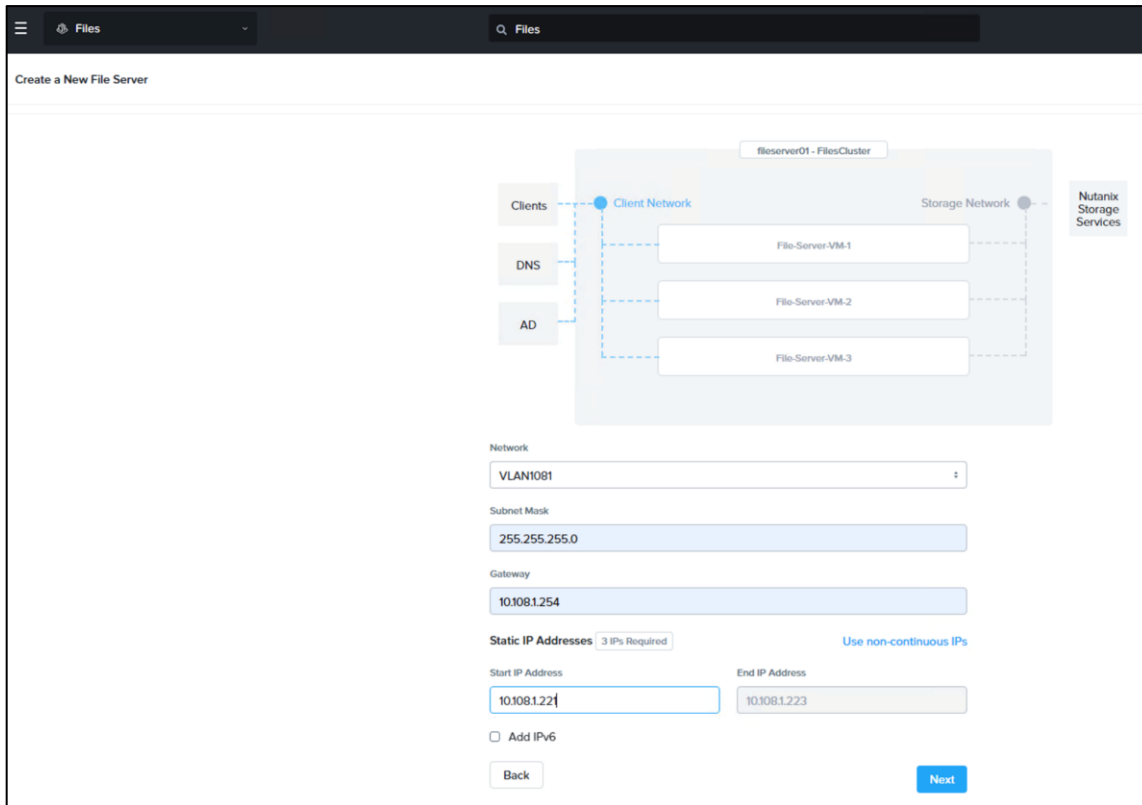 Files
Files
Create a New File Server
fileserver01 - FilesCluster
Clients
Client Network
Storage Network
Nutanix
Storage
Services
File-Server-VM-1
DNS
File-Server-VM-2
AD
File-Server-VM-3
Network
VLAN1081
Subnet Mask
255.255.255.0
Gateway
10.108.1.254
Static IP Addresses 3 IPs Required
Use non-continuous IPs
Start IP Address
End IP Address
10.108.1.221
10.108.1.223
Add IPv6
Back
Next